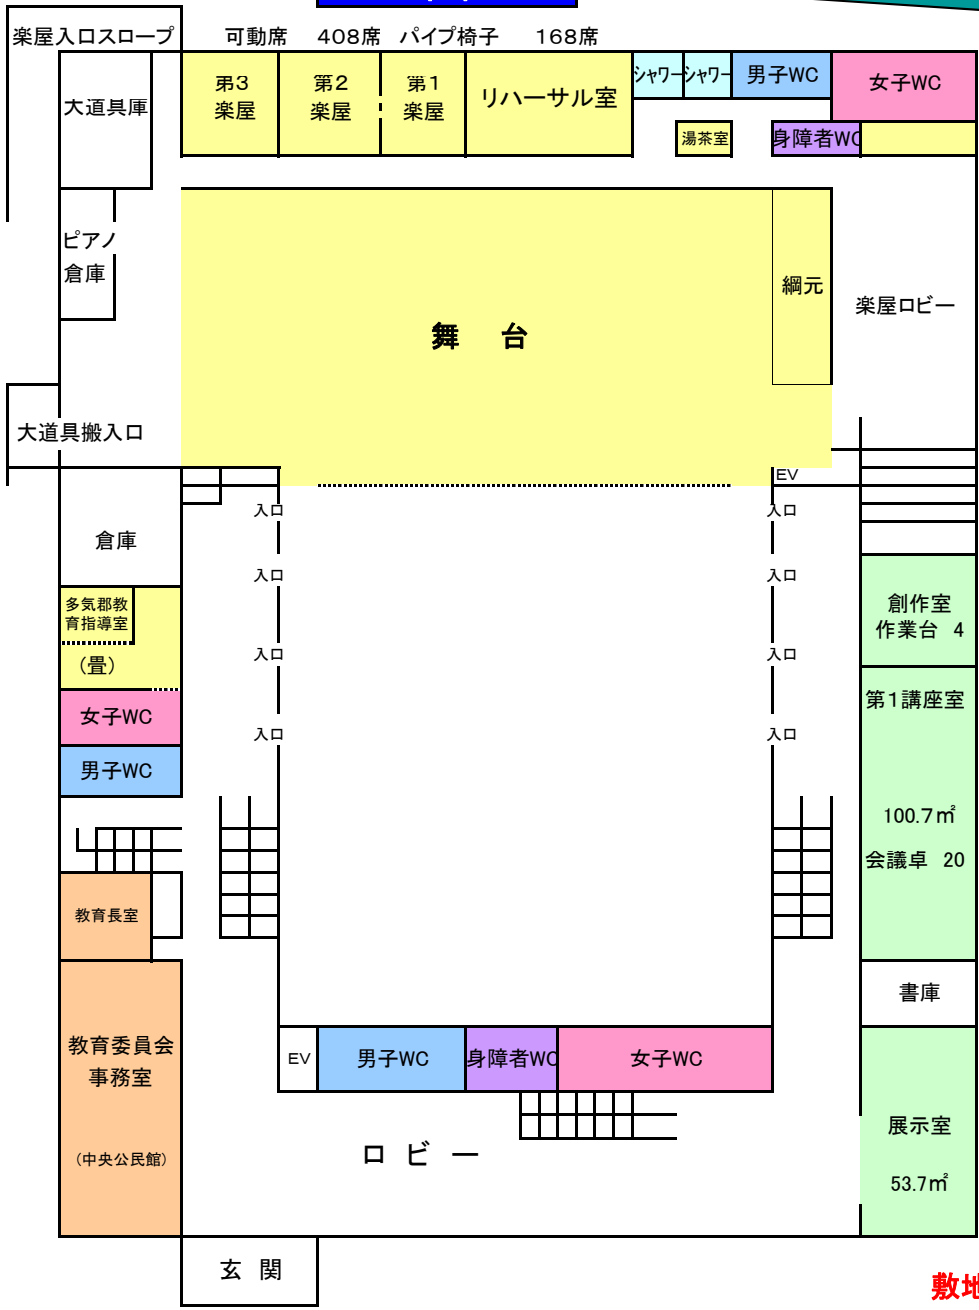 楽屋入口スロープ　可動席　408席　パイプ椅子　168席
大道具庫
第3
楽屋
第2
楽屋
第1
楽屋
リハーサル室
シャワー
シャワー
男子WC
女子WC
湯茶室
身障者WC
ピアノ
倉庫
舞　台
綱元
楽屋ロビー
大道具搬入口
EV
入口
入口
倉庫
入口
入口
多気郡教
育指導室
(畳)
創作室
作業台 4
入口
入口
女子WC
第1講座室
入口
入口
男子WC
100.7㎡
会議卓 20
教育長室
書庫
教育委員会
事務室
(中央公民館)
EV
男子WC
身障者WC
女子WC
ロ ビ ー
展示室
53.7㎡
玄 関
敷地